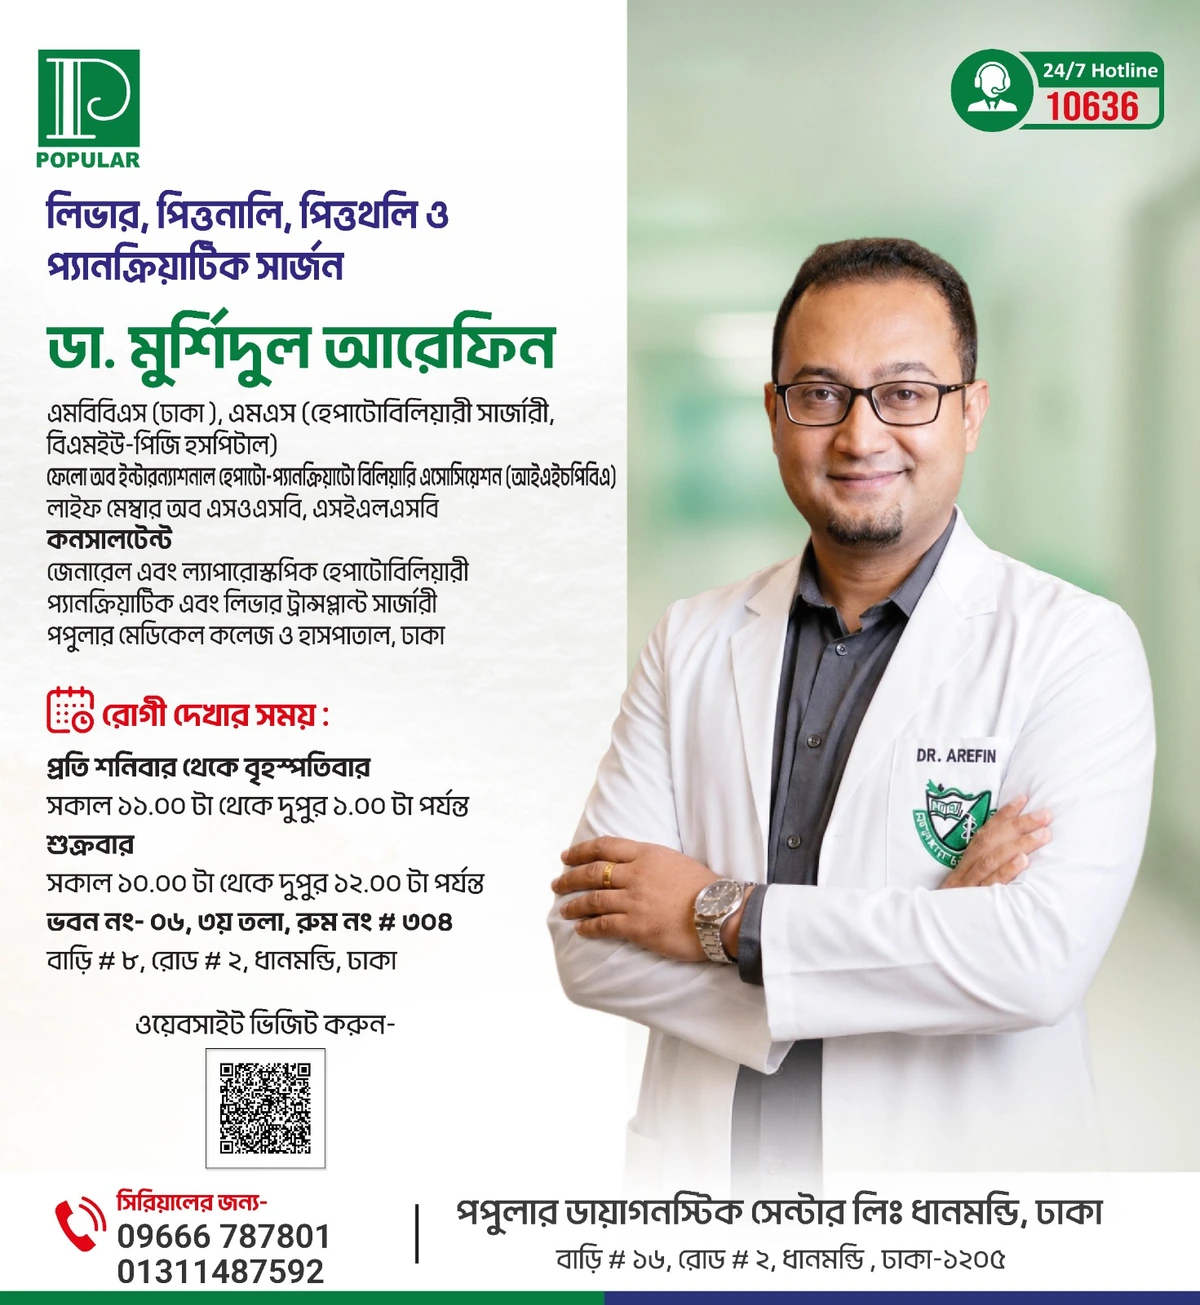 POPULAR
24/7 Hotline
10636
লিভার, পিত্তনালি, পিত্তথলি ও
প্যানক্রিয়াটিক সার্জন
ডা. মুর্শিদুল আরেফিন
এমবিবিএস (ঢাকা ), এমএস (হেপাটোবিলিয়ারী সার্জারী,
বিএমইউ-পিজি হসপিটাল)
ফেলো অব ইন্টারন্যাশনাল হেপাটো-প্যানক্রিয়াটো বিলিয়ারি এসোসিয়েশন (আইএইচপিবিএ)
লাইফ মেম্বার অব এসওএসবি, এসইএলএসবি
কনসালটেন্ট
জেনারেল এবং ল্যাপারোস্কপিক হেপাটোবিলিয়ারী
প্যানক্রিয়াটিক এবং লিভার ট্রান্সপ্লান্ট সার্জারী
পপুলার মেডিকেল কলেজ ও হাসপাতাল, ঢাকা
রোগী দেখার সময় :
প্রতি শনিবার থেকে বৃহস্পতিবার
সকাল ১১.০০ টা থেকে দুপুর ১.০০ টা পর্যন্ত
শুক্রবার
সকাল ১০.০০ টা থেকে দুপুর ১২.০০ টা পর্যন্ত
ভবন নং- ০৬, ৩য় তলা, রুম নং # ৩০৪
বাড়ি # ৮, রোড # ২, ধানমন্ডি, ঢাকা
DR. AREFIN
ওয়েবসাইট ভিজিট করুন-
সিরিয়ালের জন্য-
09666 787801
01311487592
পপুলার ডায়াগনস্টিক সেন্টার লিঃ ধানমন্ডি, ঢাকা
বাড়ি # ১৬, রোড # ২, ধানমন্ডি , ঢাকা-১২০৫